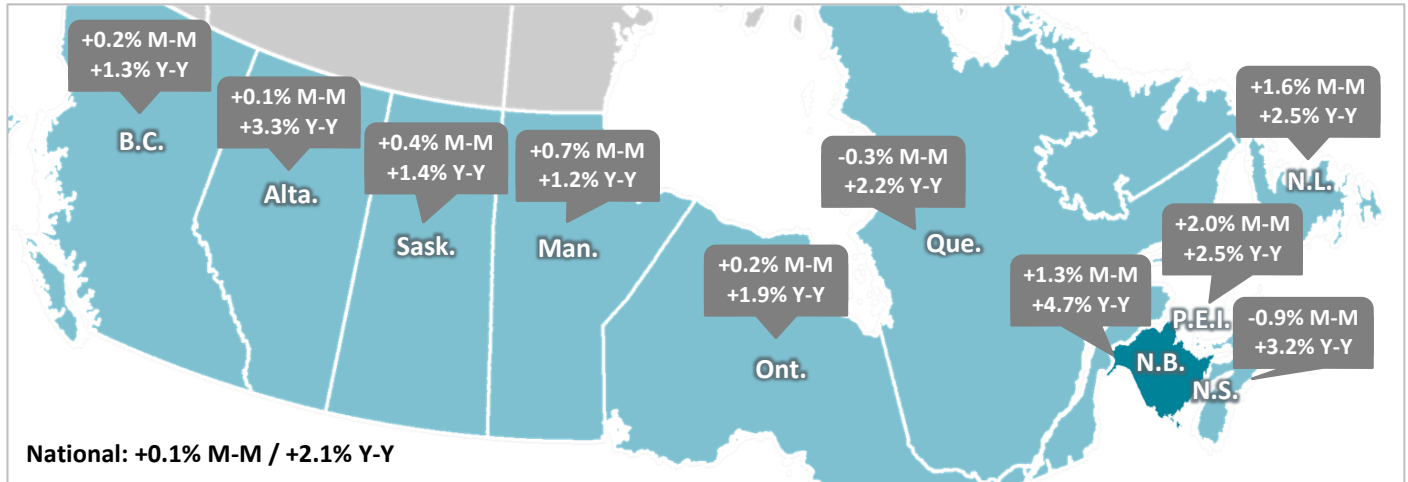 +0.2% M-M
+1.3% Y-Y
B.C.
+0.1% M-M
+3.3% Y-Y
Alta.
+0.4% M-M
+1.4% Y-Y
Sask.
+0.7% M-M
+1.2% Y-Y
Man.
+0.2% M-M
+1.9% Y-Y
Ont.
-0.3% M-M
+2.2% Y-Y
Que.
+1.6% M-M
+2.5% Y-Y
N.L.
+2.0% M-M
+2.5% Y-Y
P.E.I.
+1.3% M-M
+4.7% Y-Y
N.B.
-0.9% M-M
+3.2% Y-Y
N.S.
National: +0.1% M-M / +2.1% Y-Y